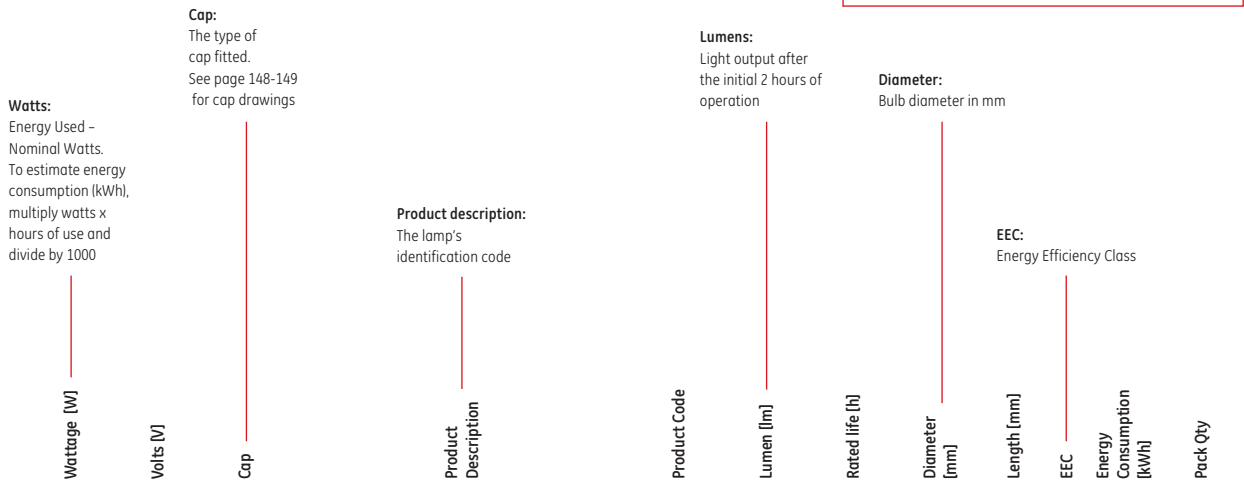 Cap:
The type of
cap fitted.
See page 148-149
for cap drawings
Lumens:
Light output after
the initial 2 hours of
operation
Diameter:
Bulb diameter in mm
Watts:
Energy Used –
Nominal Watts.
To estimate energy
consumption (kWh),
multiply watts x
hours of use and
divide by 1000
Product description:
The lamp's
identification code
EEC:
Energy Efficiency Class
Wattage [W]
Volts [V]
Cap
Product
Description
Product Code
Lumen [lm]
Rated life [h]
Diameter
[mm]
Length [mm]
EEC
Energy
Consumption
[kWh]
Pack Qty